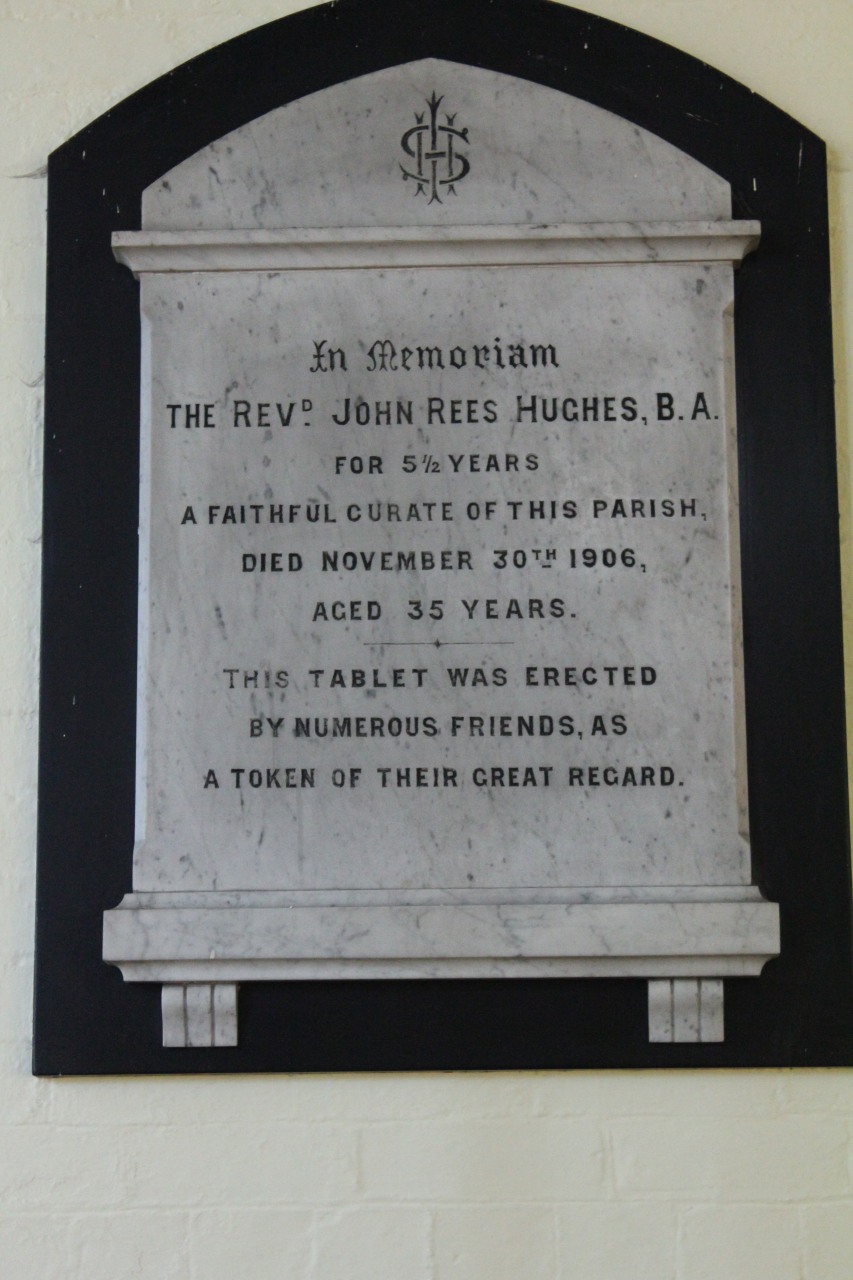 IHS
In Memoriam
THE REVD. JOHN REES HUGHES, B.A.
FOR 5½ YEARS
A FAITHFUL CURATE OF THIS PARISH,
DIED NOVEMBER 30TH 1906,
AGED 35 YEARS.
THIS TABLET WAS ERECTED
BY NUMEROUS FRIENDS, AS
A TOKEN OF THEIR GREAT REGARD.